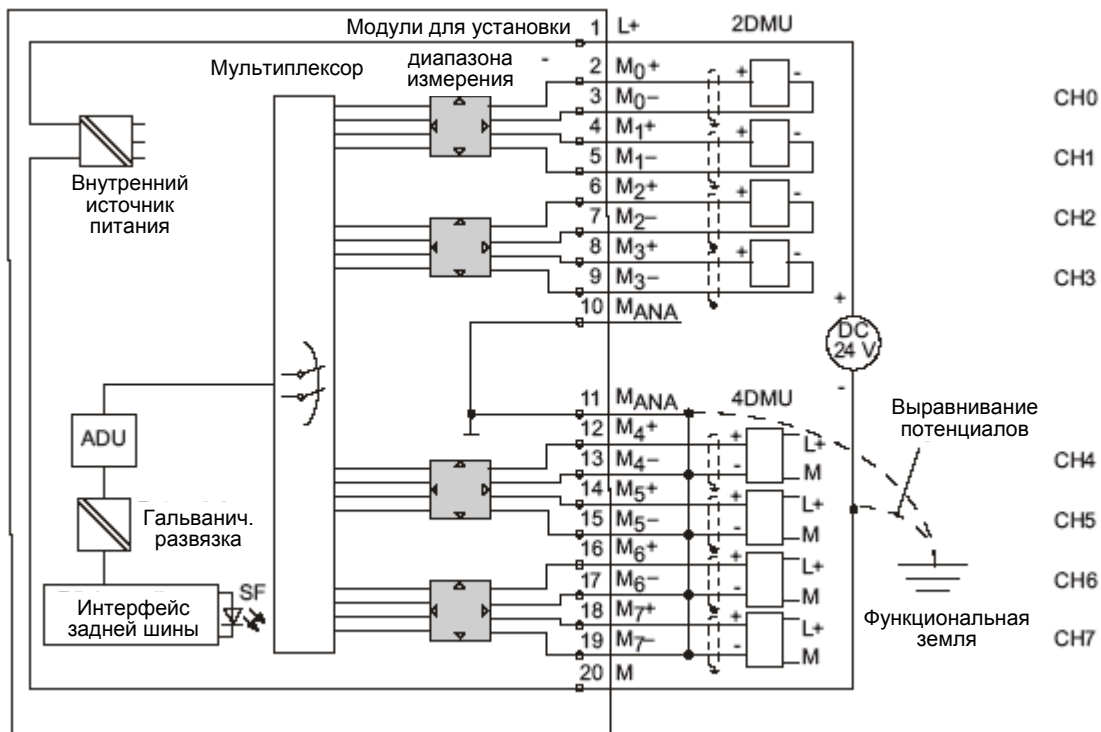 Модули для установки
диапазона
измерения
-
Мультиплексор
Внутренний
источник
питания
ADU
Гальванич.
развязка
Интерфейс
задней шины
SF
1 L+
2 M0+
3 M0–
4 M1+
5 M1–
6 M2+
7 M2–
8 M3+
9 M3–
10 MANA
11 MANA
12 M4+
13 M4–
14 M5+
15 M5–
16 M6+
17 M6–
18 M7+
19 M7–
20 M
2DMU
+ -
+ -
+ -
+ -
4DMU
+ L+
- M
+ L+
- M
+ L+
- M
+ L+
- M
+
DC
24 V
-
Выравнивание
потенциалов
Функциональная
земля
CH0
CH1
CH2
CH3
CH4
CH5
CH6
CH7